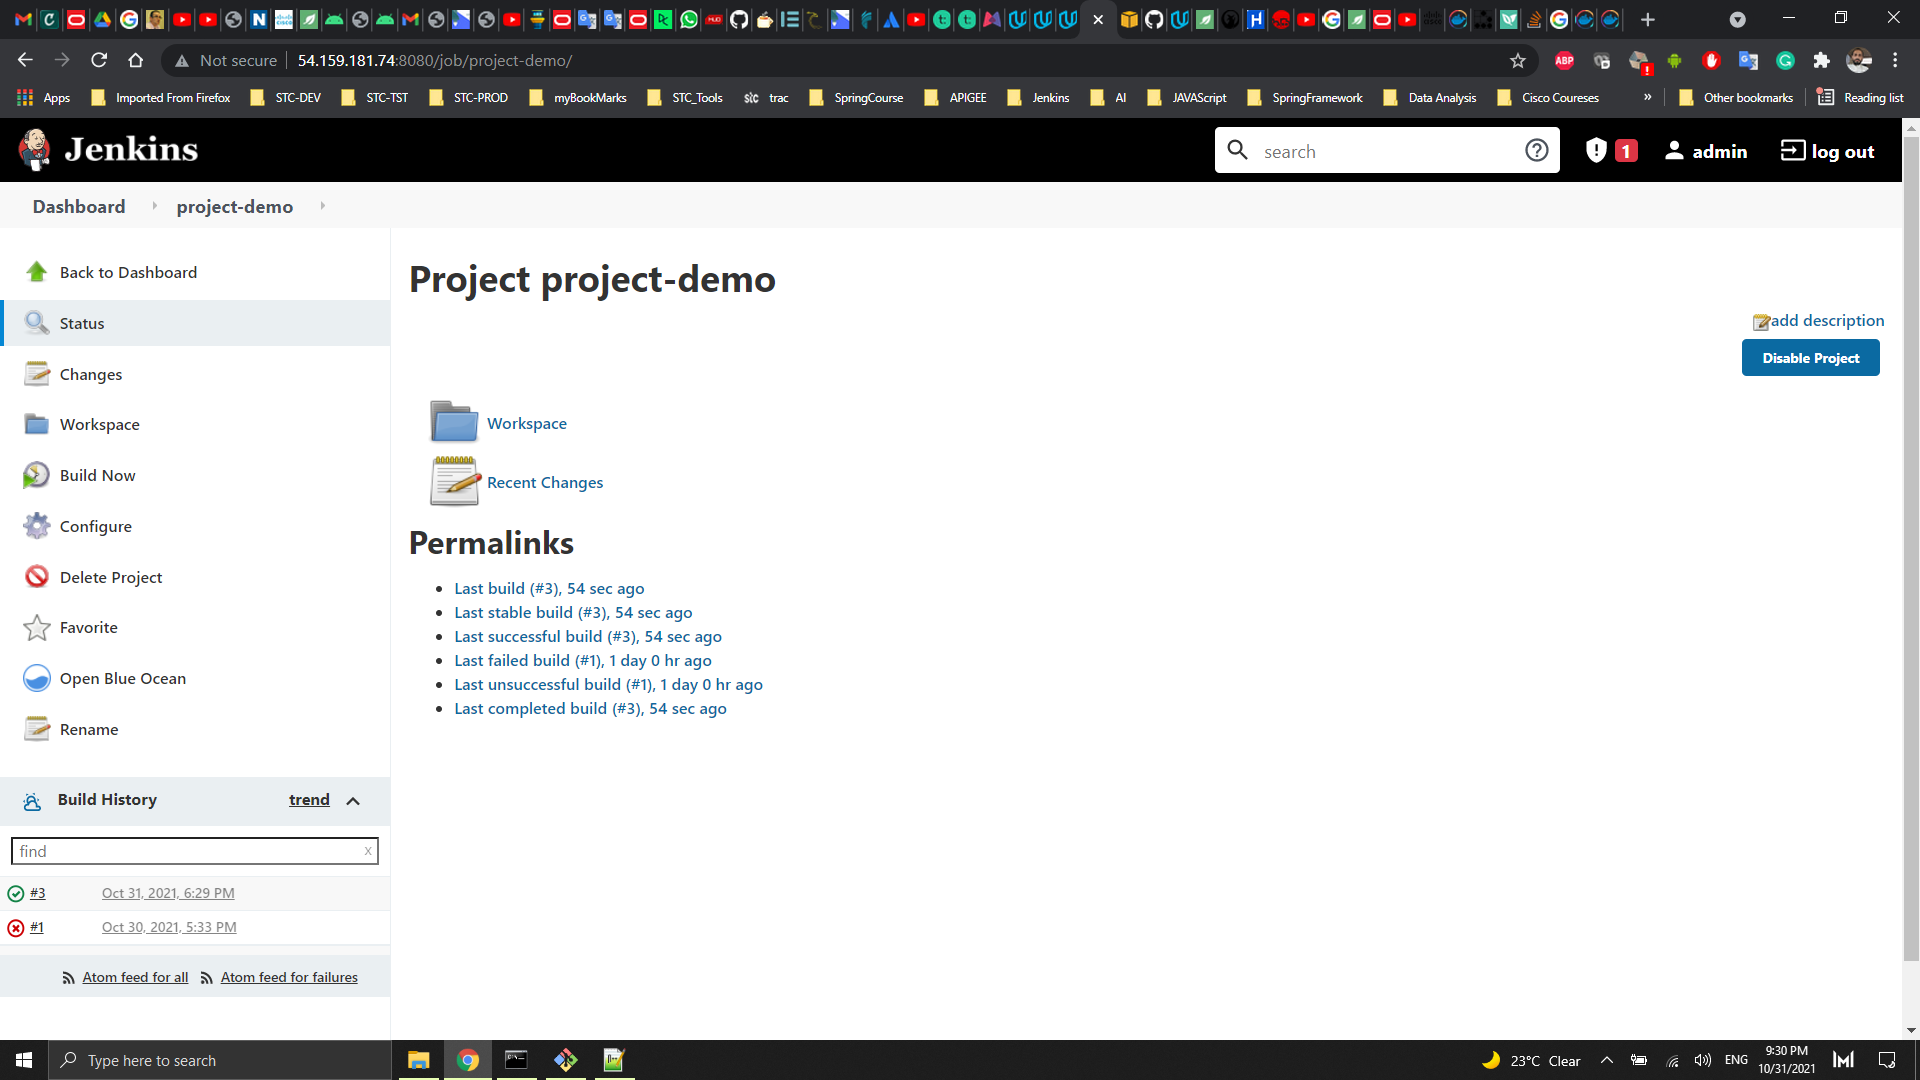 Not secure
54.159.181.74:8080/job/project-demo/
Apps
Imported From Firefox
STC-DEV
STC-TST
STC-PROD
myBookMarks
STC_Tools
stc
trac
SpringCourse
APIGEE
Jenkins
AI
JAVAScript
SpringFramework
Data Analysis
Cisco Coureses
»
Other bookmarks
Reading list
Jenkins
search
1
admin
log out
Dashboard
project-demo
Back to Dashboard
Status
Changes
Workspace
Build Now
Configure
Delete Project
Favorite
Open Blue Ocean
Rename
Build History
trend
find
x
#3
Oct 31, 2021, 6:29 PM
#1
Oct 30, 2021, 5:33 PM
Atom feed for all
Atom feed for failures
Project project-demo
add description
Disable Project
Workspace
Recent Changes
Permalinks
Last build (#3), 54 sec ago
Last stable build (#3), 54 sec ago
Last successful build (#3), 54 sec ago
Last failed build (#1), 1 day 0 hr ago
Last unsuccessful build (#1), 1 day 0 hr ago
Last completed build (#3), 54 sec ago
Type here to search
23°C Clear
ENG
9:30 PM
10/31/2021